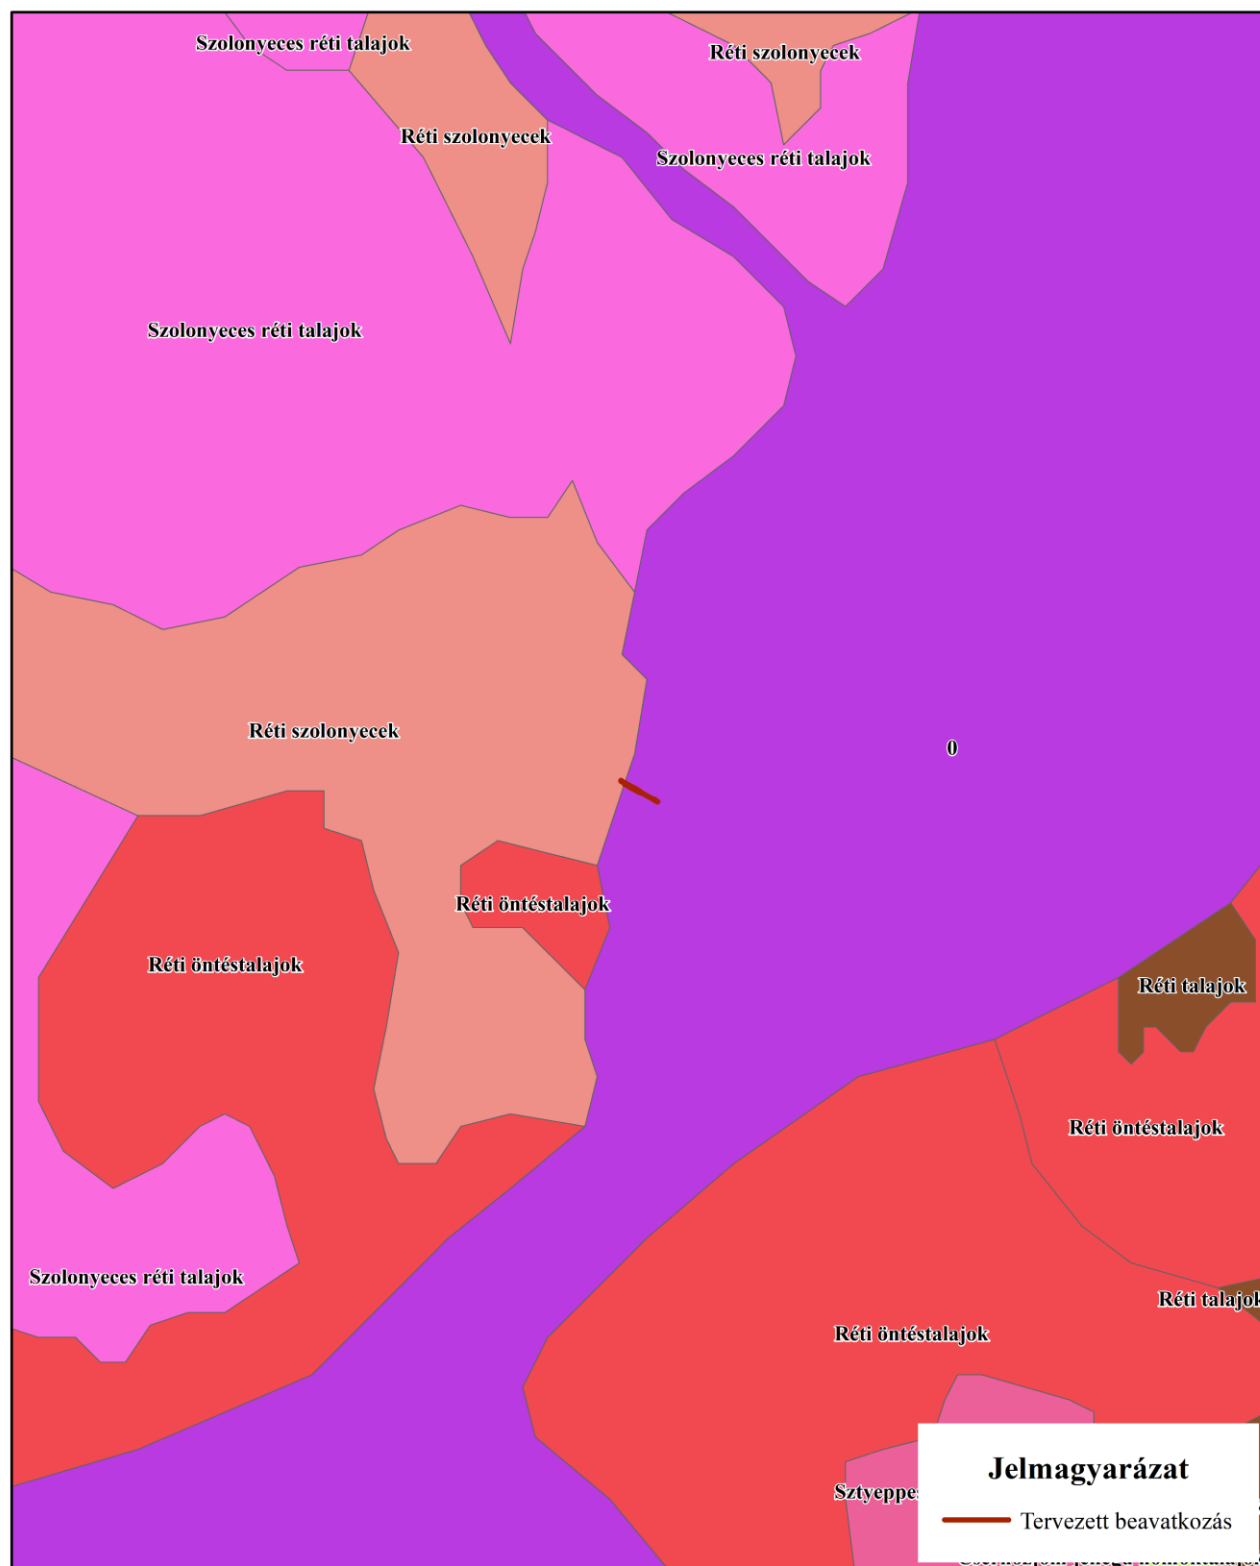 Szolonyeces réti talajok
Réti szolonyecek
Réti szolonyecek
Szolonyeces réti talajok
Szolonyeces réti talajok
Réti szolonyecek
0
Réti öntéstalajok
Réti öntéstalajok
Réti talajok
Réti öntéstalajok
Szolonyeces réti talajok
Réti talajok
Réti öntéstalajok
Jelmagyarázat
Tervezett beavatkozás